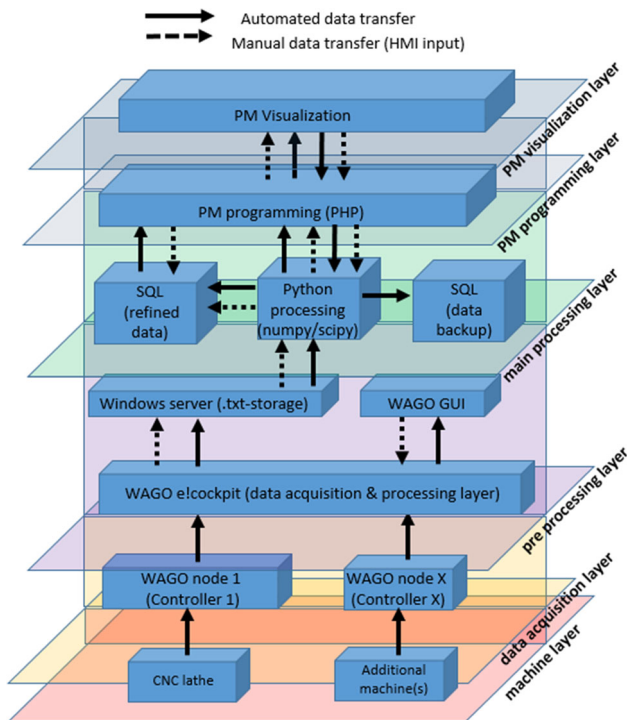 Automated data transfer
Manual data transfer (HMI input)
PM visualization layer
PM Visualization
PM programming layer
PM programming (PHP)
SQL
(refined
data)
Python
processing
(numpy/scipy)
SQL
(data
backup)
main processing layer
Windows server (.txt-storage)
WAGO GUI
WAGO e!cockpit (data acquisition & processing layer)
pre processing layer
WAGO node 1
(Controller 1)
WAGO node X
(Controller X)
data acquisition layer
CNC lathe
Additional
machine(s)
machine layer